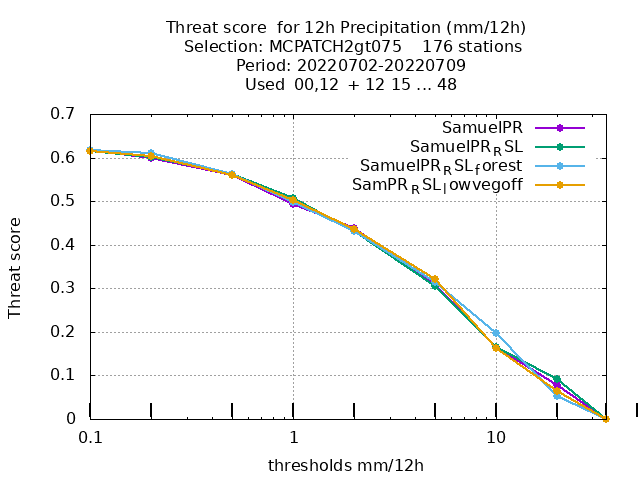 Threat score  for 12h Precipitation (mm/12h)
Selection: MCPATCH2gt075    176 stations
Period: 20220702-20220709
Used  00,12  + 12 15 ... 48
0.7
0.6
0.5
0.4
0.3
0.2
0.1
0
Threat score
SamuelPR
SamuelPR_RSL
SamuelPR_RSL_forest
SamPR_RSL_lowvegoff
0.1
1
10
thresholds mm/12h